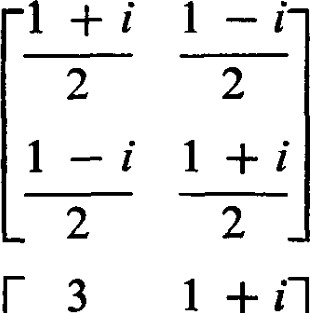 1 + i 1 − i
2 2
1 − i 1 + i
2 2
3 1 + i